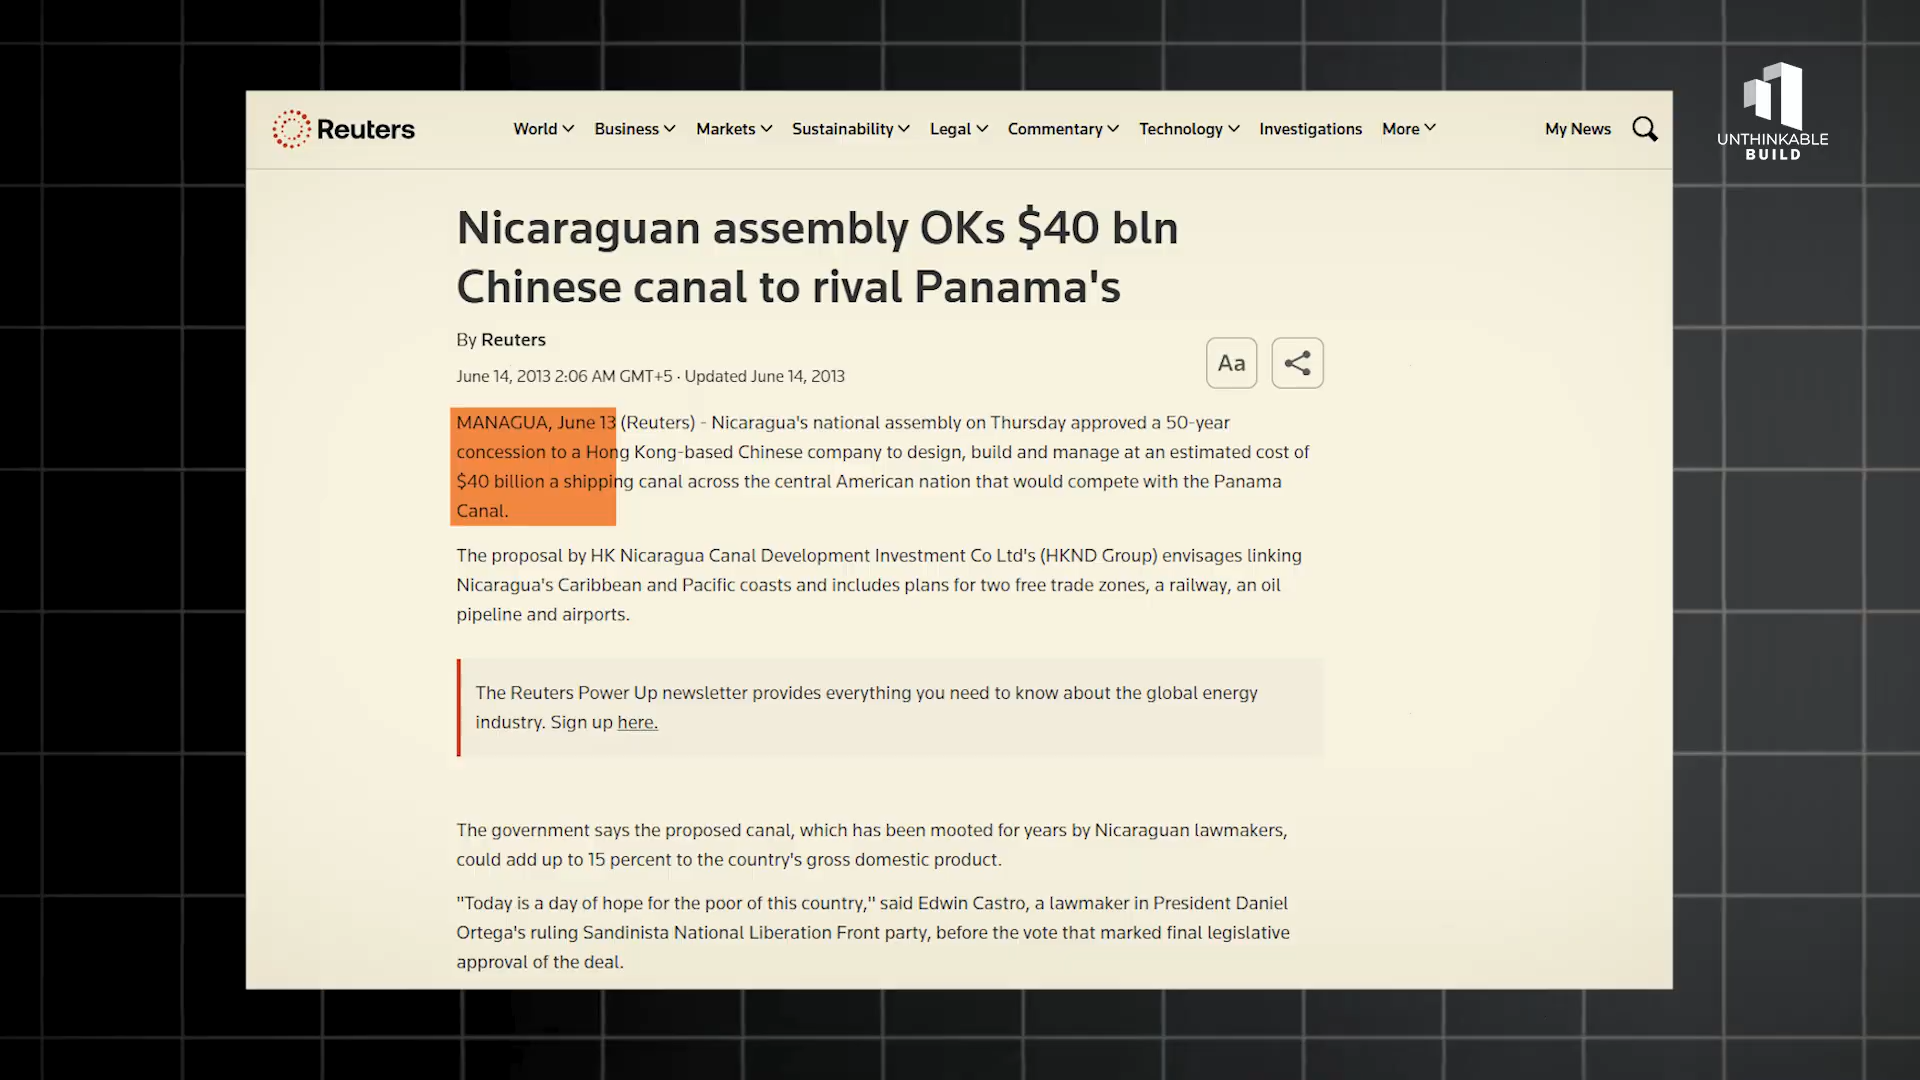 Reuters
World Business Markets Sustainability Legal Commentary Technology Investigations More
My News
UNTHINKABLE
BUILD
Nicaraguan assembly OKs $40 bln
Chinese canal to rival Panama's
By Reuters
June 14, 2013 2:06 AM GMT+5 · Updated June 14, 2013
Aa
MANAGUA, June 13 (Reuters) - Nicaragua's national assembly on Thursday approved a 50-year
concession to a Hong Kong-based Chinese company to design, build and manage at an estimated cost of
$40 billion a shipping canal across the central American nation that would compete with the Panama
Canal.
The proposal by HK Nicaragua Canal Development Investment Co Ltd's (HKND Group) envisages linking
Nicaragua's Caribbean and Pacific coasts and includes plans for two free trade zones, a railway, an oil
pipeline and airports.
The Reuters Power Up newsletter provides everything you need to know about the global energy
industry. Sign up here.
The government says the proposed canal, which has been mooted for years by Nicaraguan lawmakers,
could add up to 15 percent to the country's gross domestic product.
"Today is a day of hope for the poor of this country," said Edwin Castro, a lawmaker in President Daniel
Ortega's ruling Sandinista National Liberation Front party, before the vote that marked final legislative
approval of the deal.